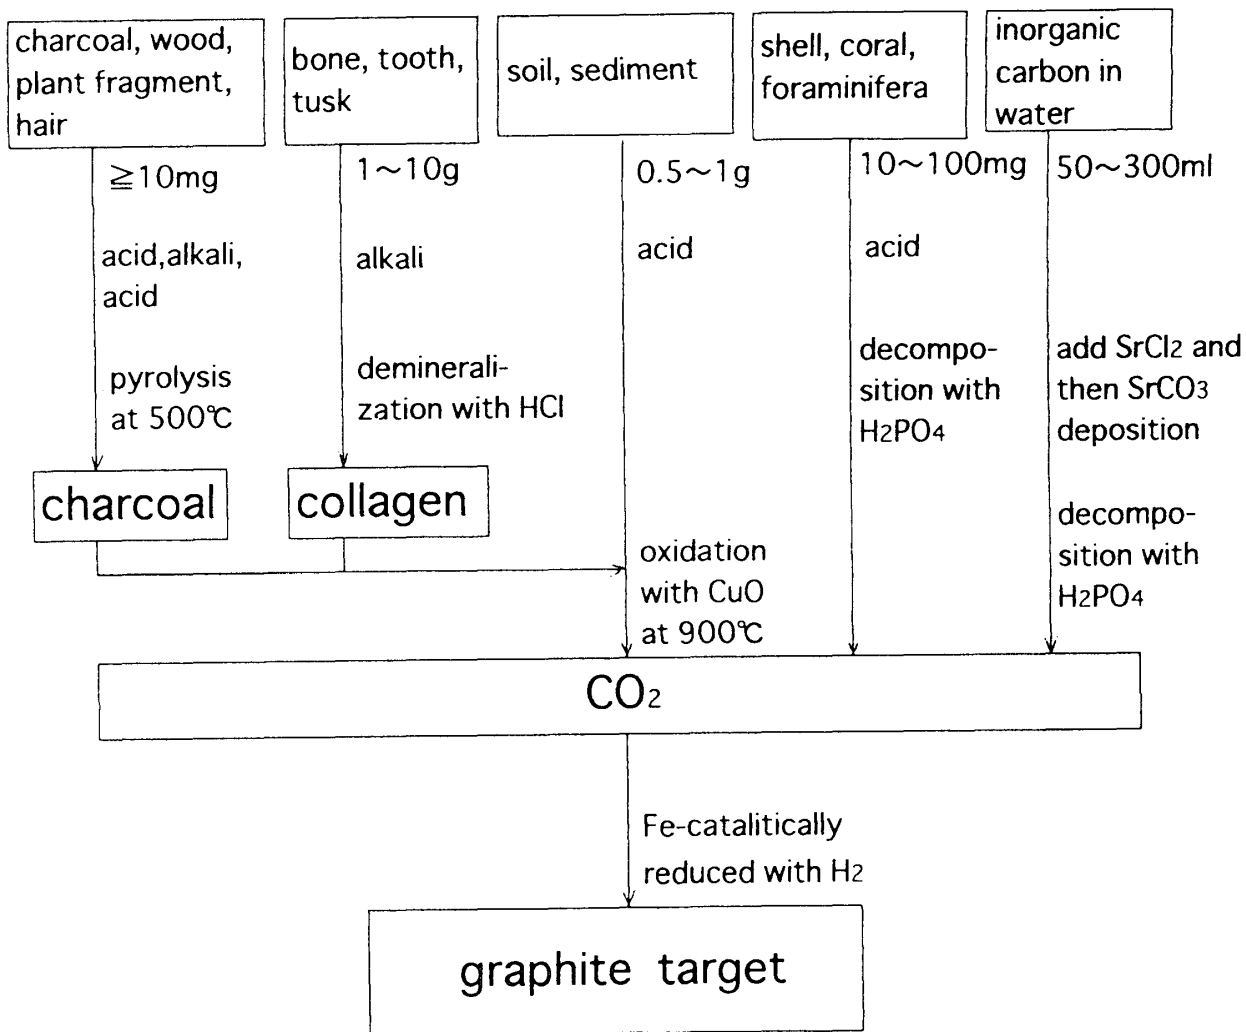 charcoal, wood,
plant fragment,
hair
≧10mg
acid,alkali,
acid
pyrolysis
at 500℃
charcoal
bone, tooth,
tusk
1～10g
alkali
deminerali-
zation with HCl
collagen
soil, sediment
0.5～1g
acid
oxidation
with CuO
at 900℃
shell, coral,
foraminifera
10～100mg
acid
decompo-
sition with
H2PO4
inorganic
carbon in
water
50～300ml
add SrCl2 and
then SrCO3
deposition
decompo-
sition with
H2PO4
CO2
Fe-catalitically
reduced with H2
graphite target